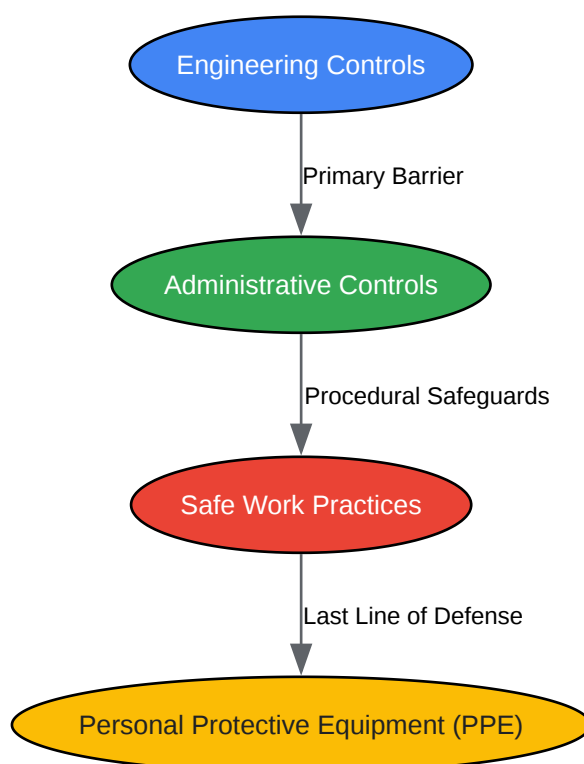 Engineering Controls
Primary Barrier
Administrative Controls
Procedural Safeguards
Safe Work Practices
Last Line of Defense
Personal Protective Equipment (PPE)